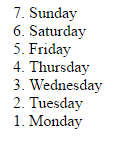 7. Sunday
6. Saturday
5. Friday
4. Thursday
3. Wednesday
2. Tuesday
1. Monday